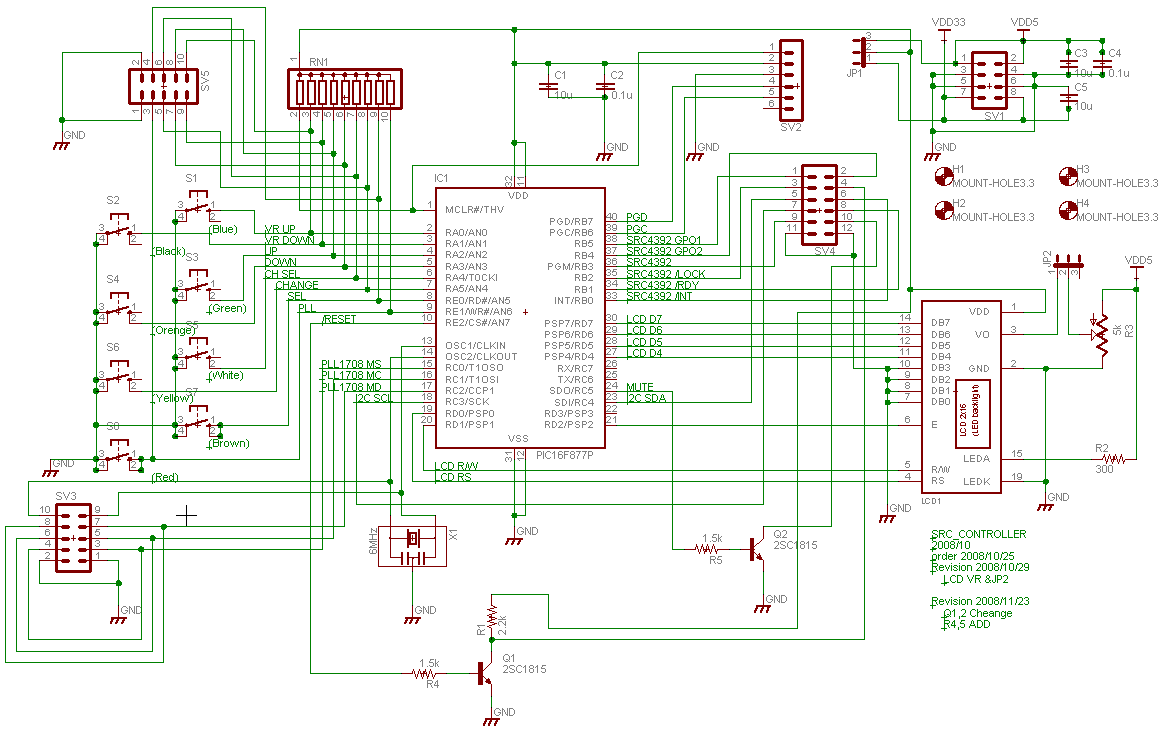 VDD33
VDD5
2 4 6 8 10
SV5
1 3 5 7 9
GND
1
RN1
2 3 4 5 6 7 8 9 10
C1
10u
C2
0.1u
GND
1
2
3
4
5
6
SV2
GND
3
2
1
JP1
1 2
3 4
5 6
7 8
SV1
C3
10u
C4
0.1u
C5
10u
GND
H1
MOUNT-HOLE3.3
H3
MOUNT-HOLE3.3
H2
MOUNT-HOLE3.3
H4
MOUNT-HOLE3.3
S1
(Blue)
S2
(Black)
S3
(Green)
S4
(Orenge)
S5
(White)
S6
(Yellow)
S7
(Brown)
S8
(Red)
GND
VR UP
VR DOWN
UP
DOWN
CH SEL
CHANGE
SEL
PLL
/RESET
PLL1708 MS
PLL1708 MC
PLL1708 MD
I2C SCL
IC1
32 11
VDD
1 MCLR#/THV
2 RA0/AN0
3 RA1/AN1
4 RA2/AN2
5 RA3/AN3
6 RA4/T0CKI
7 RA5/AN4
8 RE0/RD#/AN5
9 RE1/WR#/AN6
10 RE2/CS#/AN7
13 OSC1/CLKIN
14 OSC2/CLKOUT
15 RC0/T1OSO
16 RC1/T1OSI
17 RC2/CCP1
18 RC3/SCK
19 RD0/PSP0
20 RD1/PSP1
PGD/RB7 40 PGD
PGC/RB6 39 PGC
RB5 38 SRC4392 GPO1
RB4 37 SRC4392 GPO2
PGM/RB3 36 SRC4392
RB2 35 SRC4392 /LOCK
RB1 34 SRC4392 /RDY
INT/RB0 33 SRC4392 /INT
PSP7/RD7 30 LCD D7
PSP6/RD6 29 LCD D6
PSP5/RD5 28 LCD D5
PSP4/RD4 27 LCD D4
RX/RC7 26
TX/RC6 25
SDO/RC5 24 MUTE
SDI/RC4 23 I2C SDA
RD3/PSP3 22
RD2/PSP2 21
VSS
31 12
PIC16F877P
LCD R/W
LCD RS
GND
1 2
3 4
5 6
7 8
9 10
11 12
SV4
JP2
1 2 3
VDD5
5k
R3
14 DB7
13 DB6
12 DB5
11 DB4
10 DB3
9 DB2
8 DB1
7 DB0
6 E
5 R/W
4 RS
VDD 1
VO 3
GND 2
LEDA 15
LEDK 19
LCD 2x16
(LED backlight)
LCD1
R2
300
GND
GND
SV3
10 9
8 7
6 5
4 3
2 1
GND
6MHz
X1
GND
R1
2.2k
1.5k
R4
Q1
2SC1815
GND
1.5k
R5
Q2
2SC1815
GND
SRC_CONTROLLER
2008/10
order 2008/10/25
Revision 2008/10/29
LCD VR &JP2
Revision 2008/11/23
Q1,2 Cheange
R4,5 ADD